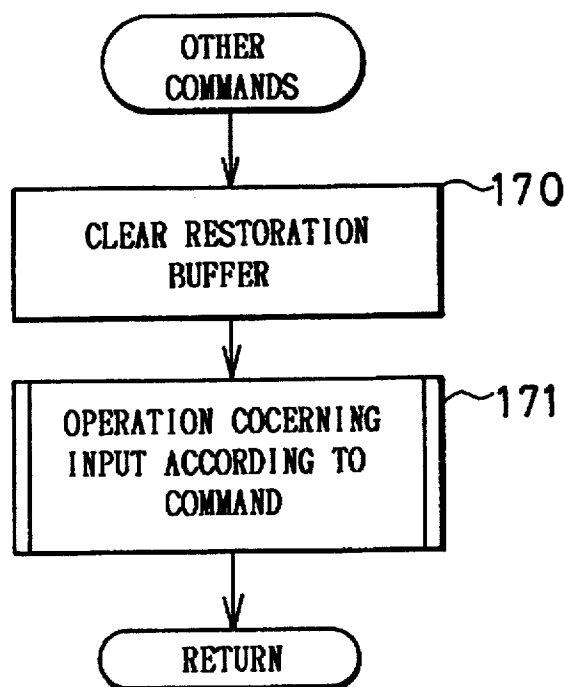 OTHER
COMMANDS
170
CLEAR RESTORATION
BUFFER
171
OPERATION COCERNING
INPUT ACCORDING TO
COMMAND
RETURN